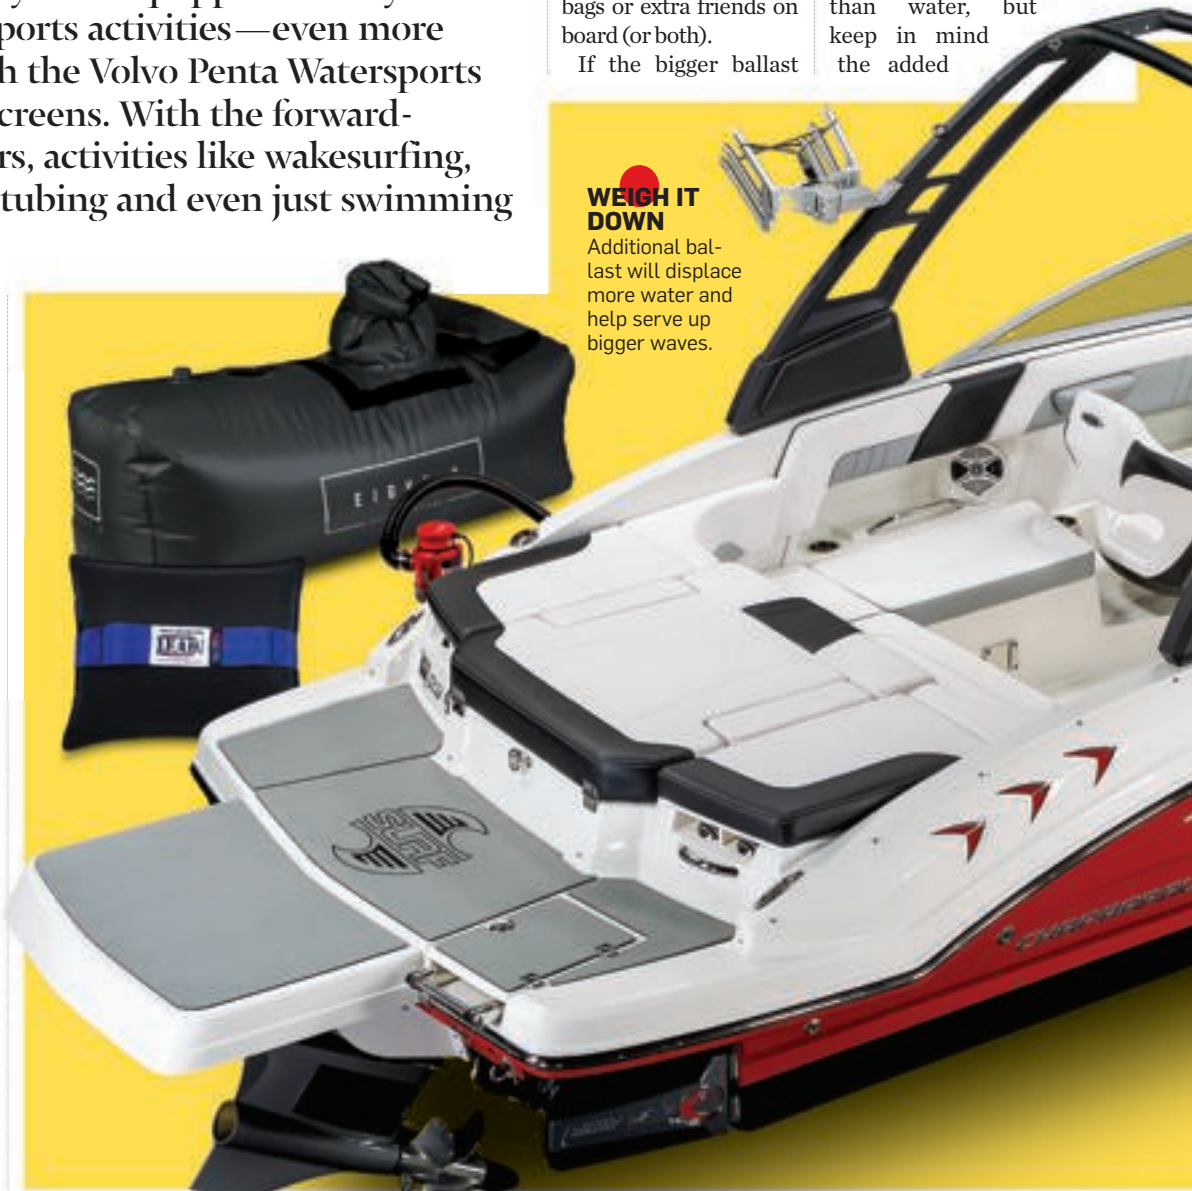 ports activities—even more
h the Volvo Penta Watersports
creens. With the forward-
rs, activities like wakesurfing,
tubing and even just swimming
bags or extra friends on
board (or both).
If the bigger ballast
than water, but
keep in mind
the added
WEIGH IT
DOWN
Additional bal-
last will displace
more water and
help serve up
bigger waves.
LEAD